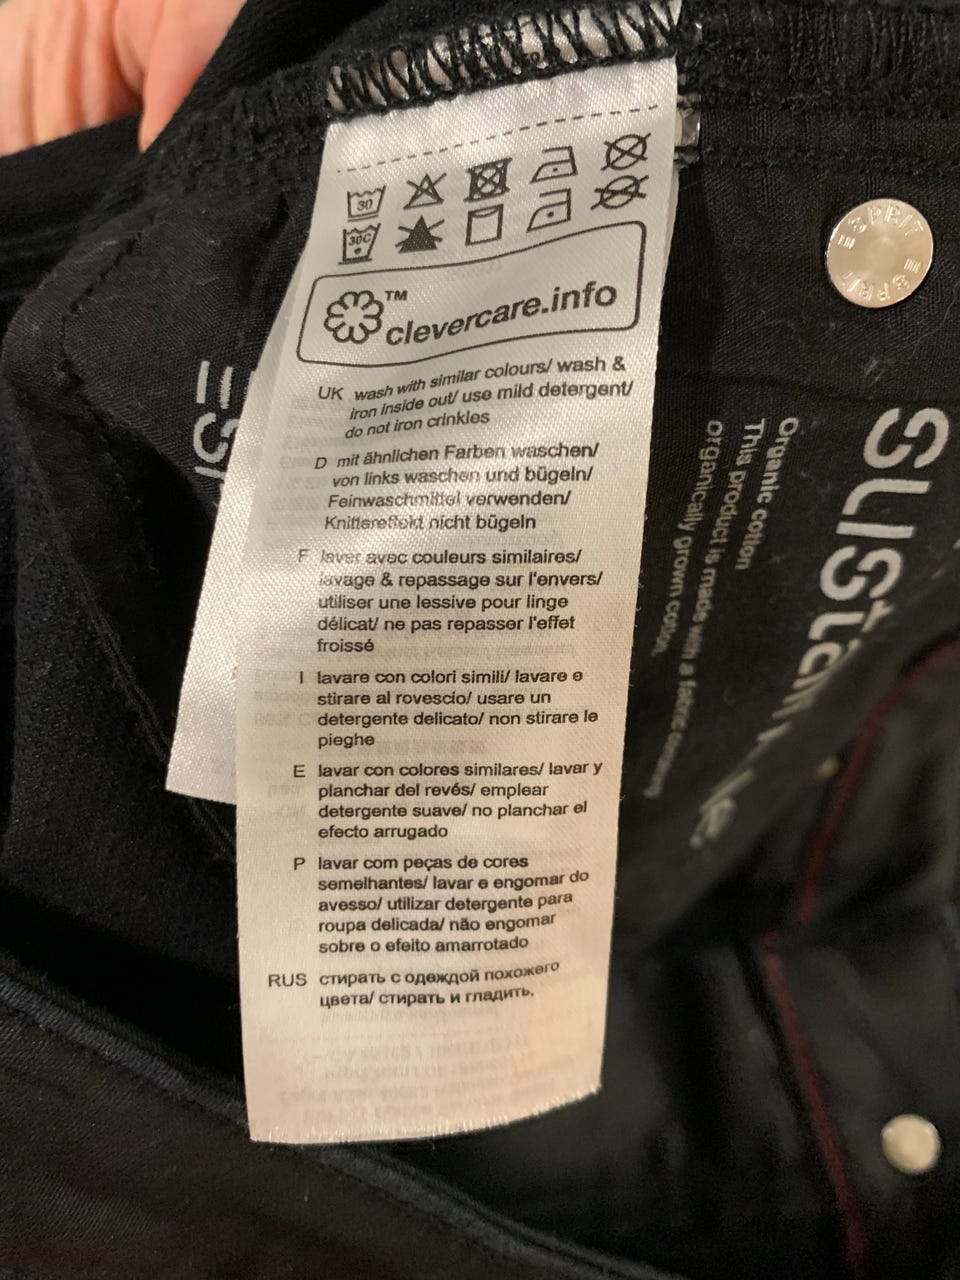 30
30C
™
clevercare.info
UK wash with similar colours/ wash &
iron inside out/ use mild detergent/
do not iron crinkles
D mit ähnlichen Farben waschen/
von links waschen und bügeln/
Feinwaschmittel verwenden/
Knittereffekt nicht bügeln
F laver avec couleurs similaires/
lavage & repassage sur l'envers/
utiliser une lessive pour linge
délicat/ ne pas repasser l'effet
froissé
I lavare con colori simili/ lavare e
stirare al rovescio/ usare un
detergente delicato/ non stirare le
pieghe
E lavar con colores similares/ lavar y
planchar del revés/ emplear
detergente suave/ no planchar el
efecto arrugado
P lavar com peças de cores
semelhantes/ lavar e engomar do
avesso/ utilizar detergente para
roupa delicada/ não engomar
sobre o efeito amarrotado
RUS стирать с одеждой похожего
цвета/ стирать и гладить.
ESPRIT
ESPRIT
Organic cotton
This product is made with a fabric
organically grown cotton.